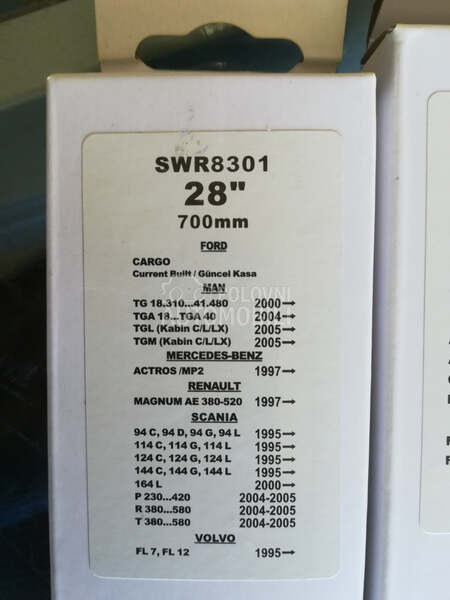 SWR8301
28"
700mm
FORD
CARGO
Current Built / Güncel Kasa
MAN
TG 18.310...41.480 2000→
TGA 18...TGA 40 2004→
TGL (Kabin C/L/LX) 2005→
TGM (Kabin C/L/LX) 2005→
MERCEDES-BENZ
ACTROS /MP2 1997→
RENAULT
MAGNUM AE 380-520 1997→
SCANIA
94 C, 94 D, 94 G, 94 L 1995→
114 C, 114 G, 114 L 1995→
124 C, 124 G, 124 L 1995→
144 C, 144 G, 144 L 1995→
164 L 2000→
P 230...420 2004-2005
R 380...580 2004-2005
T 380...580 2004-2005
VOLVO
FL 7, FL 12 1995→